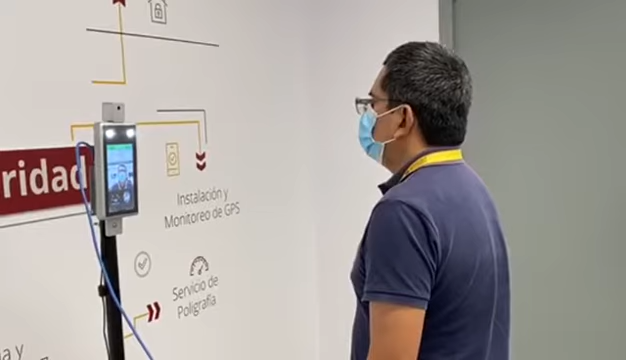 ridad
Instalación y
Monitoreo de GPS
Servicio de
Poligrafía
a y